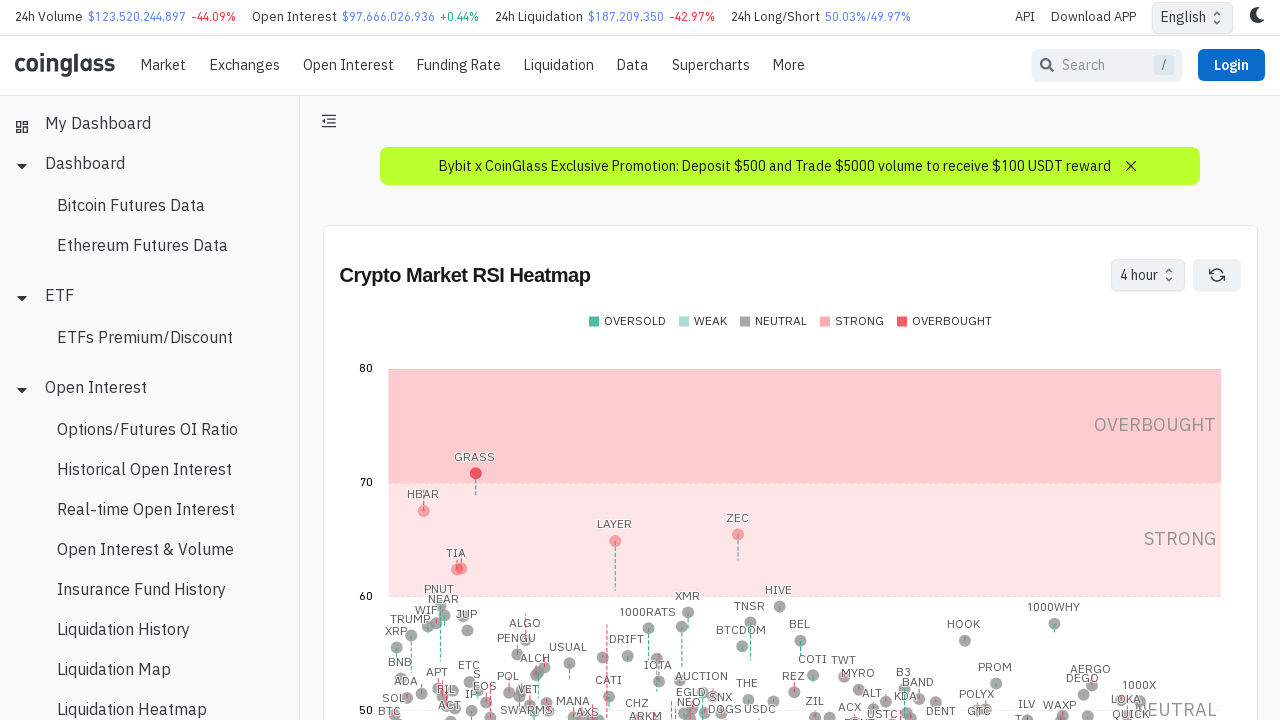 24h Volume $123,520,244,897 -44.09% Open Interest $97,666,026,936 +0.44% 24h Liquidation $187,209,350 -42.97% 24h Long/Short 50.03%/49.97% API Download APP English
coinglass Market Exchanges Open Interest Funding Rate Liquidation Data Supercharts More Search / Login
My Dashboard
Dashboard
Bitcoin Futures Data
Ethereum Futures Data
ETF
ETFs Premium/Discount
Open Interest
Options/Futures OI Ratio
Historical Open Interest
Real-time Open Interest
Open Interest & Volume
Insurance Fund History
Liquidation History
Liquidation Map
Liquidation Heatmap
Bybit x CoinGlass Exclusive Promotion: Deposit $500 and Trade $5000 volume to receive $100 USDT reward
Crypto Market RSI Heatmap
4 hour
OVERSOLD WEAK NEUTRAL STRONG OVERBOUGHT
80
OVERBOUGHT
GRASS
70
HBAR
LAYER
ZEC
STRONG
TIA
PNUT
HIVE
60
XMR
NEAR
TNSR
1000WHY
WIF
JUP
1000RATS
TRUMP
ALGO
BEL
HOOK
XRP
BTCDOM
PENGU
DRIFT
USUAL
ALCH
COTI
TWT
BNB
ETC
IOTA
PROM
AERGO
APT
S
POL
AUCTION
MYRO
B3
DEGO
ADA
CATI
THE
BAND
1000X
FIL
EOS
VET
SOL
IP
EGLD
SNX
ALT
KDA
POLYX
LOKA
ACT
MANA
CHZ
NEO
ZIL
ILV
WAXP
50
BTC
SWARMS
AXS
ARKM
DOGS
USDC
ACX
USTC
DENT
GTC
NEUTRAL
QUICK